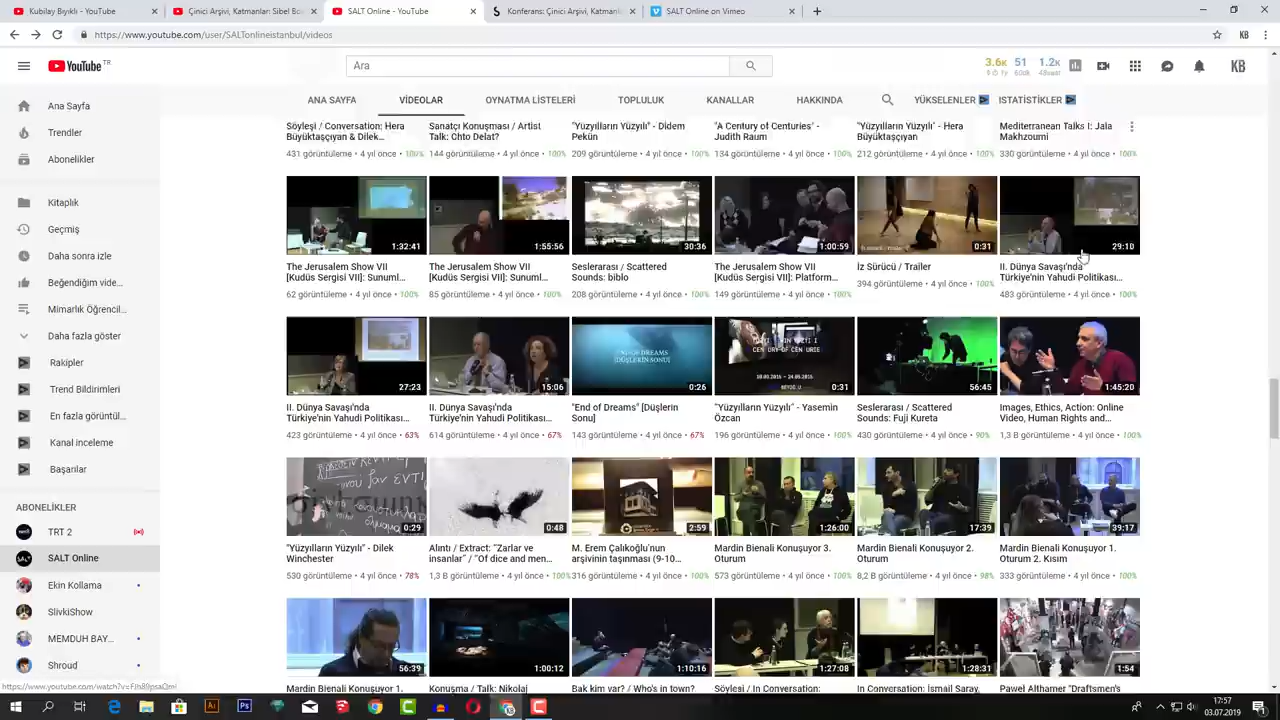 Kubilay Bıyıklı - YouTube
Çinici Arşivi, Katmanlar: Sibel Bo
SALT Online - YouTube
Konferans: Çinici Arşivi, Katmanlar
SALT Online on Vimeo
https://www.youtube.com/user/SALTonlineistanbul/videos
KB
YouTube TR
Ara
3.6K 51 1.2K
60dk 48saat
KB
ANA SAYFA VİDEOLAR OYNATMA LİSTELERİ TOPLULUK KANALLAR HAKKINDA YÜKSELENLER ISTATİSTİKLER
Ana Sayfa
Trendler
Abonelikler
Kitaplık
Geçmiş
Daha sonra izle
Beğendiğim vide...
Mimarlık Öğrencil...
Daha fazla göster
Rakipler
Trend Bildirimleri
En fazla görüntül...
Kanal inceleme
Başarılar
ABONELİKLER
TRT 2
SALT Online
Ekin Kollama
SlivkiShow
MEMDUH BAY...
Shroud
Söyleşi / Conversation: Hera
Büyüktaşçıyan & Dilek...
431 görüntüleme • 4 yıl önce • 100%
Sanatçı Konuşması / Artist
Talk: Chto Delat?
144 görüntüleme • 4 yıl önce • 100%
"Yüzyılların Yüzyılı" - Didem
Pekün
209 görüntüleme • 4 yıl önce • 100%
"A Century of Centuries" -
Judith Raum
134 görüntüleme • 4 yıl önce • 100%
"Yüzyılların Yüzyılı" - Hera
Büyüktaşçıyan
212 görüntüleme • 4 yıl önce • 100%
Mediterranean Talks I: Jala
Makhzoumi
330 görüntüleme • 4 yıl önce • 100%
1:32:41
The Jerusalem Show VII
[Kudüs Sergisi VII]: Sunuml...
62 görüntüleme • 4 yıl önce • 100%
1:55:56
The Jerusalem Show VII
[Kudüs Sergisi VII]: Sunuml...
85 görüntüleme • 4 yıl önce • 100%
30:36
Seslerarası / Scattered
Sounds: biblo
208 görüntüleme • 4 yıl önce • 100%
1:00:59
The Jerusalem Show VII
[Kudüs Sergisi VII]: Platform...
149 görüntüleme • 4 yıl önce • 100%
0:31
İz Sürücü / Trailer
394 görüntüleme • 4 yıl önce • 100%
29:10
II. Dünya Savaşı'nda
Türkiye'nin Yahudi Politikası...
483 görüntüleme • 4 yıl önce • 100%
27:23
II. Dünya Savaşı'nda
Türkiye'nin Yahudi Politikası...
423 görüntüleme • 4 yıl önce • 63%
15:06
II. Dünya Savaşı'nda
Türkiye'nin Yahudi Politikası...
614 görüntüleme • 4 yıl önce • 67%
END OF DREAMS
[DÜŞLERİN SONU]
0:26
"End of Dreams" [Düşlerin
Sonu]
143 görüntüleme • 4 yıl önce • 67%
0:31
"Yüzyılların Yüzyılı" - Yasemin
Özcan
196 görüntüleme • 4 yıl önce • 100%
56:45
Seslerarası / Scattered
Sounds: Fuji Kureta
430 görüntüleme • 4 yıl önce • 90%
1:45:20
Images, Ethics, Action: Online
Video, Human Rights and...
1,3 B görüntüleme • 4 yıl önce • 100%
0:29
"Yüzyılların Yüzyılı" - Dilek
Winchester
530 görüntüleme • 4 yıl önce • 78%
0:48
Alıntı / Extract: "Zarlar ve
insanlar" / "Of dice and men...
1,3 B görüntüleme • 4 yıl önce • 100%
2:59
M. Erem Çalıkoğlu'nun
arşivinin taşınması (9-10...
316 görüntüleme • 4 yıl önce • 100%
1:26:00
Mardin Bienali Konuşuyor 3.
Oturum
573 görüntüleme • 4 yıl önce • 100%
17:39
Mardin Bienali Konuşuyor 2.
Oturum
8,2 B görüntüleme • 4 yıl önce • 98%
39:17
Mardin Bienali Konuşuyor 1.
Oturum 2. Kısım
333 görüntüleme • 4 yıl önce • 100%
56:39
Mardin Bienali Konuşuyor 1.
1:00:12
Konuşma / Talk: Nikolaj
1:10:16
Bak kim var? / Who's in town?
1:27:08
Söyleşi / In Conversation:
1:28:31
In Conversation: İsmail Saray,
1:54
Paweł Althamer "Draftsmen's
17:57
03.07.2019